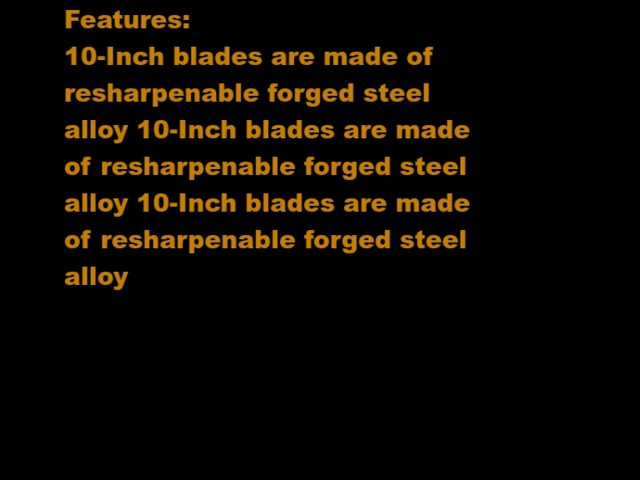 Features:
10-Inch blades are made of
resharpenable forged steel
alloy 10-Inch blades are made
of resharpenable forged steel
alloy 10-Inch blades are made
of resharpenable forged steel
alloy